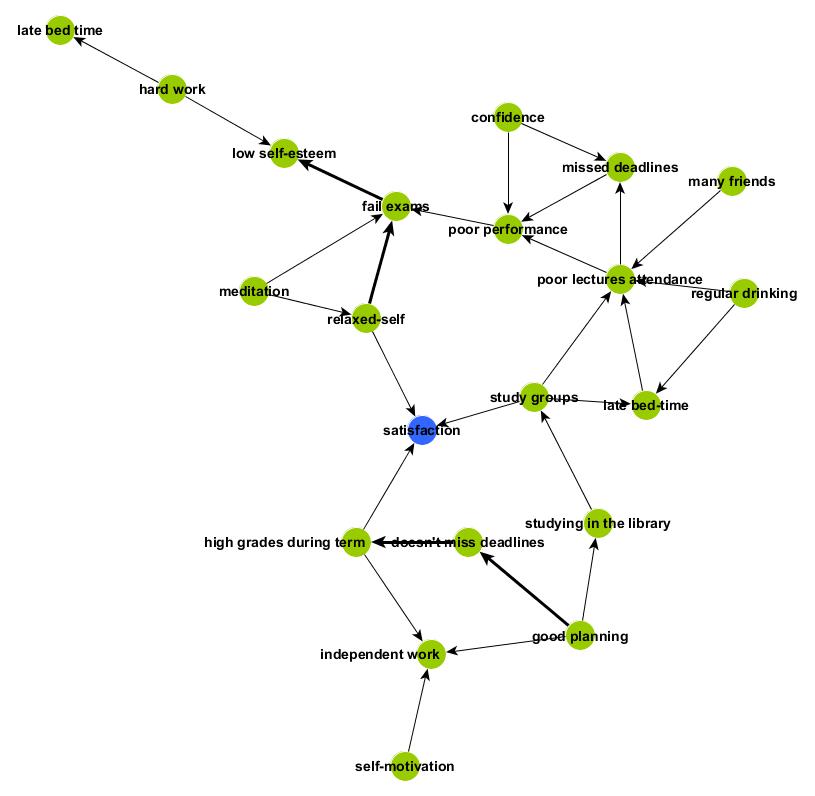 late bed time
hard work
confidence
low self-esteem
missed deadlines
many friends
fail exams
poor performance
poor lectures attendance
meditation
regular drinking
relaxed-self
study groups
late bed-time
satisfaction
studying in the library
high grades during term
doesn't miss deadlines
good planning
independent work
self-motivation